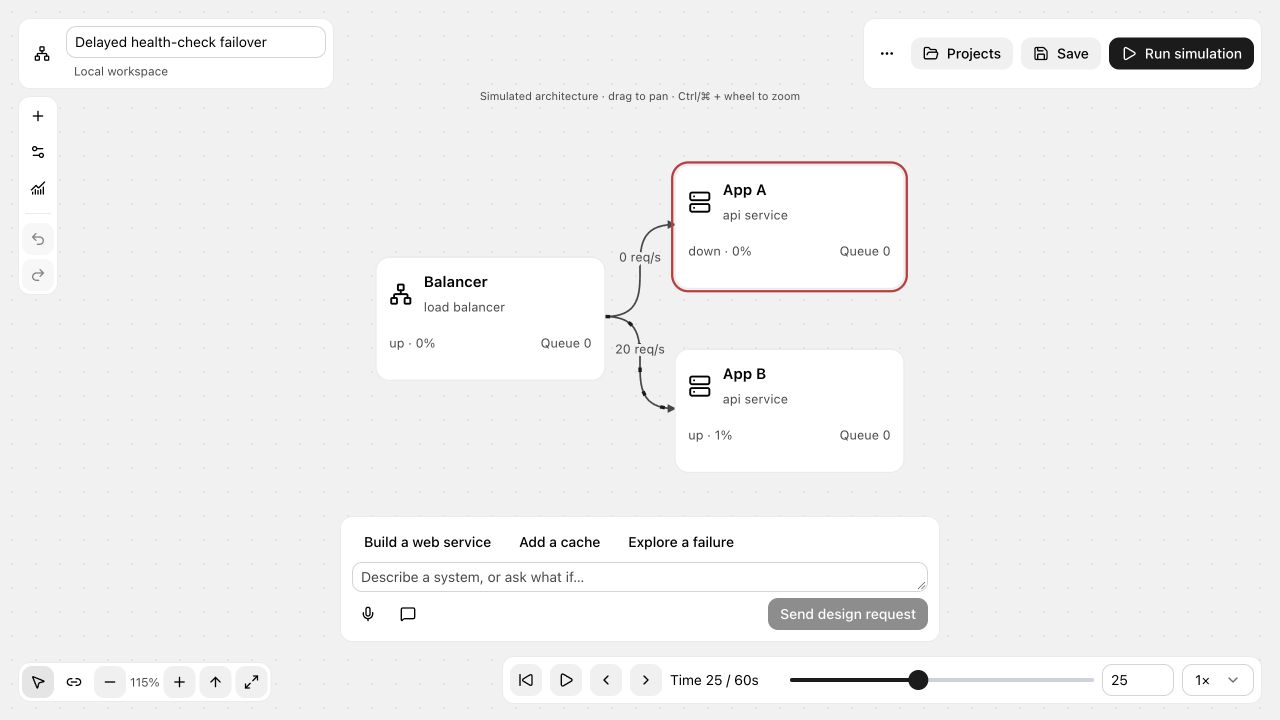 Delayed health-check failover
Local workspace
Projects
Save
Run simulation
Simulated architecture · drag to pan · Ctrl/⌘ + wheel to zoom
App A
api service
down · 0%
Queue 0
0 req/s
Balancer
load balancer
up · 0%
Queue 0
20 req/s
App B
api service
up · 1%
Queue 0
Build a web service
Add a cache
Explore a failure
Describe a system, or ask what if...
Send design request
115%
Time 25 / 60s
25
1×